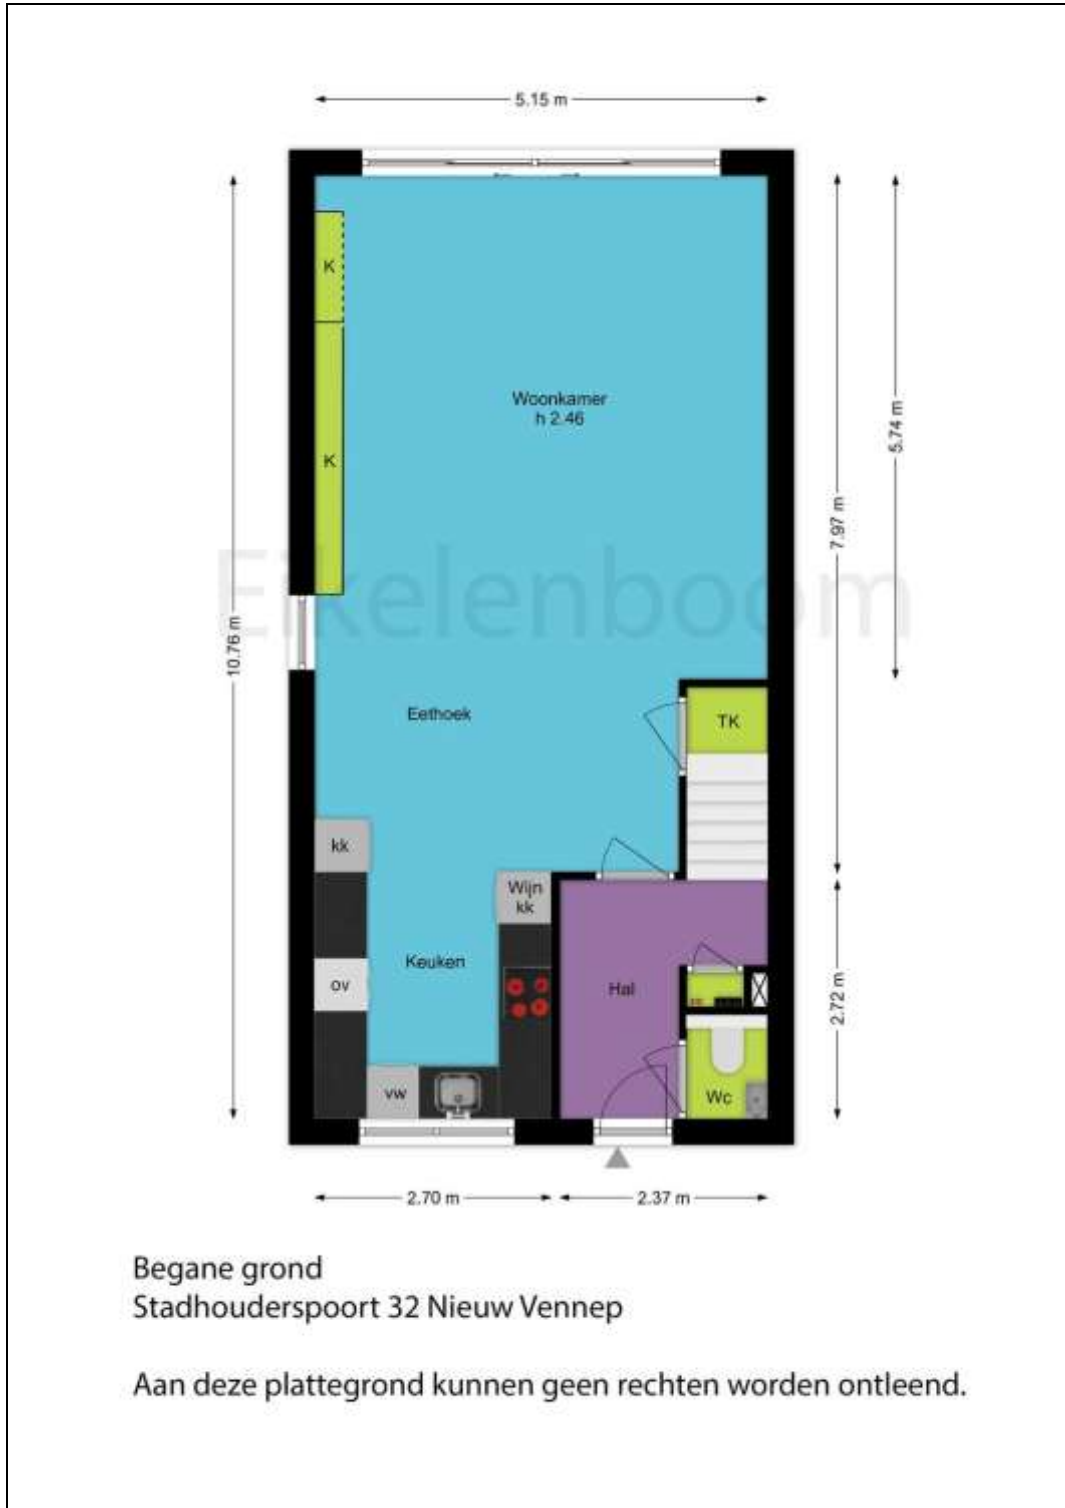 5.15 m
K
Woonkamer
h 2.46
K
5.74 m
7.97 m
Eikelenboom
10.76 m
Eethoek
TK
kk
Wijn
kk
Keuken
ov
Hal
2.72 m
vw
Wc
2.70 m
2.37 m
Begane grond
Stadhouderspoort 32 Nieuw Vennep
Aan deze plattegrond kunnen geen rechten worden ontleend.